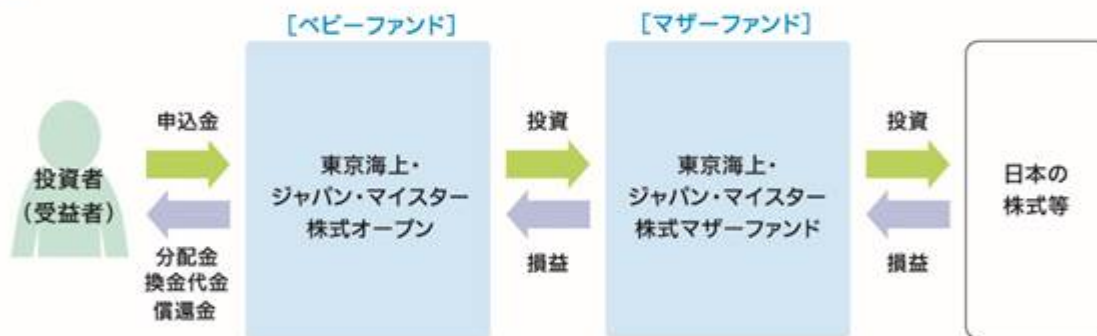 ［ベビーファンド］
［マザーファンド］
申込金
投資者
（受益者）
分配金
換金代金
償還金
東京海上・
ジャパン・マイスター
株式オープン
投資
損益
東京海上・
ジャパン・マイスター
株式マザーファンド
投資
損益
日本の
株式等